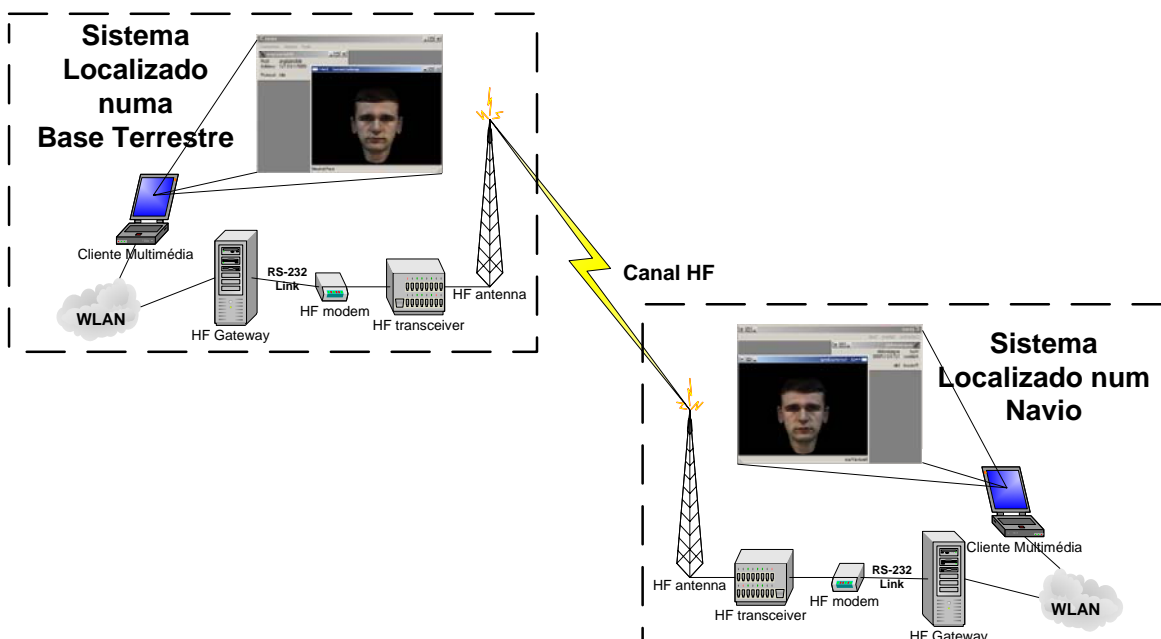 Sistema
Localizado
numa
Base Terrestre
Cliente Multimédia
WLAN
HF Gateway
RS-232
Link
HF modem
HF transceiver
HF antenna
Canal HF
Sistema
Localizado num
Navio
Cliente Multimédia
WLAN
HF Gateway
RS-232
Link
HF modem
HF transceiver
HF antenna